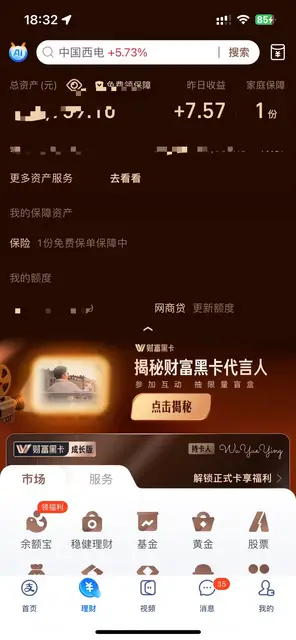 18:32
85
AI
中国西电 +5.73%
搜索
总资产 (元)
免费领保障
昨日收益
家庭保障
+7.57
1份
更多资产服务
去看看
我的保障资产
保险 1份免费保单保障中
我的额度
网商贷 更新额度
财富黑卡
揭秘财富黑卡代言人
参加互动 抽限量盲盒
点击揭秘
财富黑卡 成长版
持卡人 Wu Yue Ying
市场
服务
解锁正式卡享福利
领福利
余额宝
稳健理财
基金
黄金
股票
首页
理财
视频
35
消息
我的